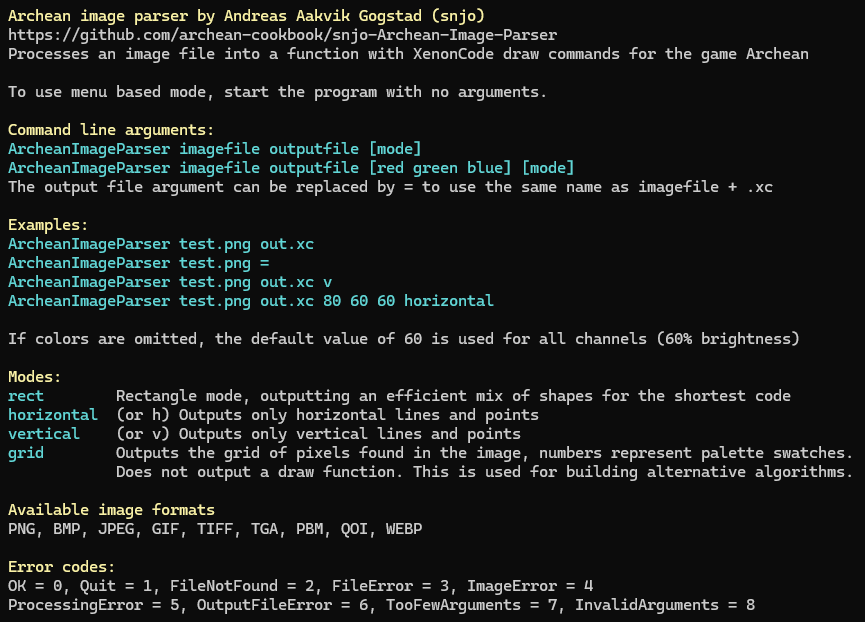 Archean image parser by Andreas Aakvik Gogstad (snjo)
https://github.com/archean-cookbook/snjo-Archean-Image-Parser
Processes an image file into a function with XenonCode draw commands for the game Archean
To use menu based mode, start the program with no arguments.
Command line arguments:
ArcheanImageParser imagefile outputfile [mode]
ArcheanImageParser imagefile outputfile [red green blue] [mode]
The output file argument can be replaced by = to use the same name as imagefile + .xc
Examples:
ArcheanImageParser test.png out.xc
ArcheanImageParser test.png =
ArcheanImageParser test.png out.xc v
ArcheanImageParser test.png out.xc 80 60 60 horizontal
If colors are omitted, the default value of 60 is used for all channels (60% brightness)
Modes:
rect        Rectangle mode, outputting an efficient mix of shapes for the shortest code
horizontal  (or h) Outputs only horizontal lines and points
vertical    (or v) Outputs only vertical lines and points
grid        Outputs the grid of pixels found in the image, numbers represent palette swatches.
            Does not output a draw function. This is used for building alternative algorithms.
Available image formats
PNG, BMP, JPEG, GIF, TIFF, TGA, PBM, QOI, WEBP
Error codes:
OK = 0, Quit = 1, FileNotFound = 2, FileError = 3, ImageError = 4
ProcessingError = 5, OutputFileError = 6, TooFewArguments = 7, InvalidArguments = 8